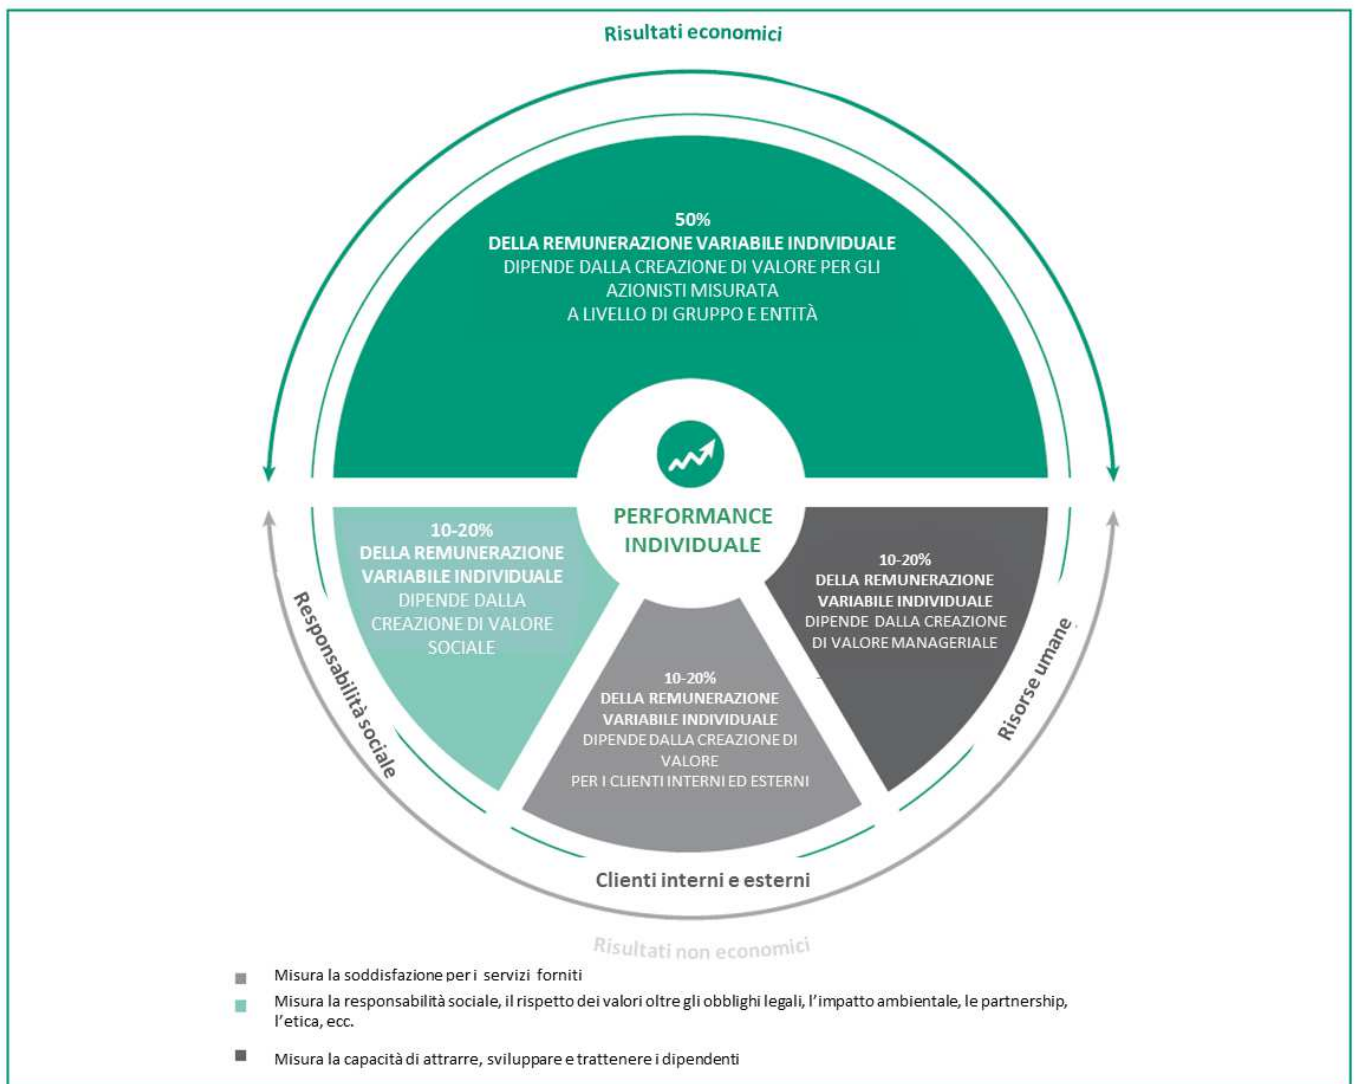 Risultati economici
50%
DELLA REMUNERAZIONE VARIABILE INDIVIDUALE
DIPENDE DALLA CREAZIONE DI VALORE PER GLI
AZIONISTI MISURATA
A LIVELLO DI GRUPPO E ENTITÀ
PERFORMANCE
INDIVIDUALE
10-20%
DELLA REMUNERAZIONE
VARIABILE INDIVIDUALE
DIPENDE DALLA
CREAZIONE DI VALORE
SOCIALE
10-20%
DELLA REMUNERAZIONE
VARIABILE INDIVIDUALE
DIPENDE DALLA CREAZIONE DI
VALORE
PER I CLIENTI INTERNI ED ESTERNI
10-20%
DELLA REMUNERAZIONE
VARIABILE INDIVIDUALE
DIPENDE DALLA CREAZIONE
DI VALORE MANAGERIALE
Responsabilità sociale
Clienti interni e esterni
Risorse umane
Risultati non economici
Misura la soddisfazione per i servizi forniti
Misura la responsabilità sociale, il rispetto dei valori oltre gli obblighi legali, l'impatto ambientale, le partnership,
l'etica, ecc.
Misura la capacità di attrarre, sviluppare e trattenere i dipendenti